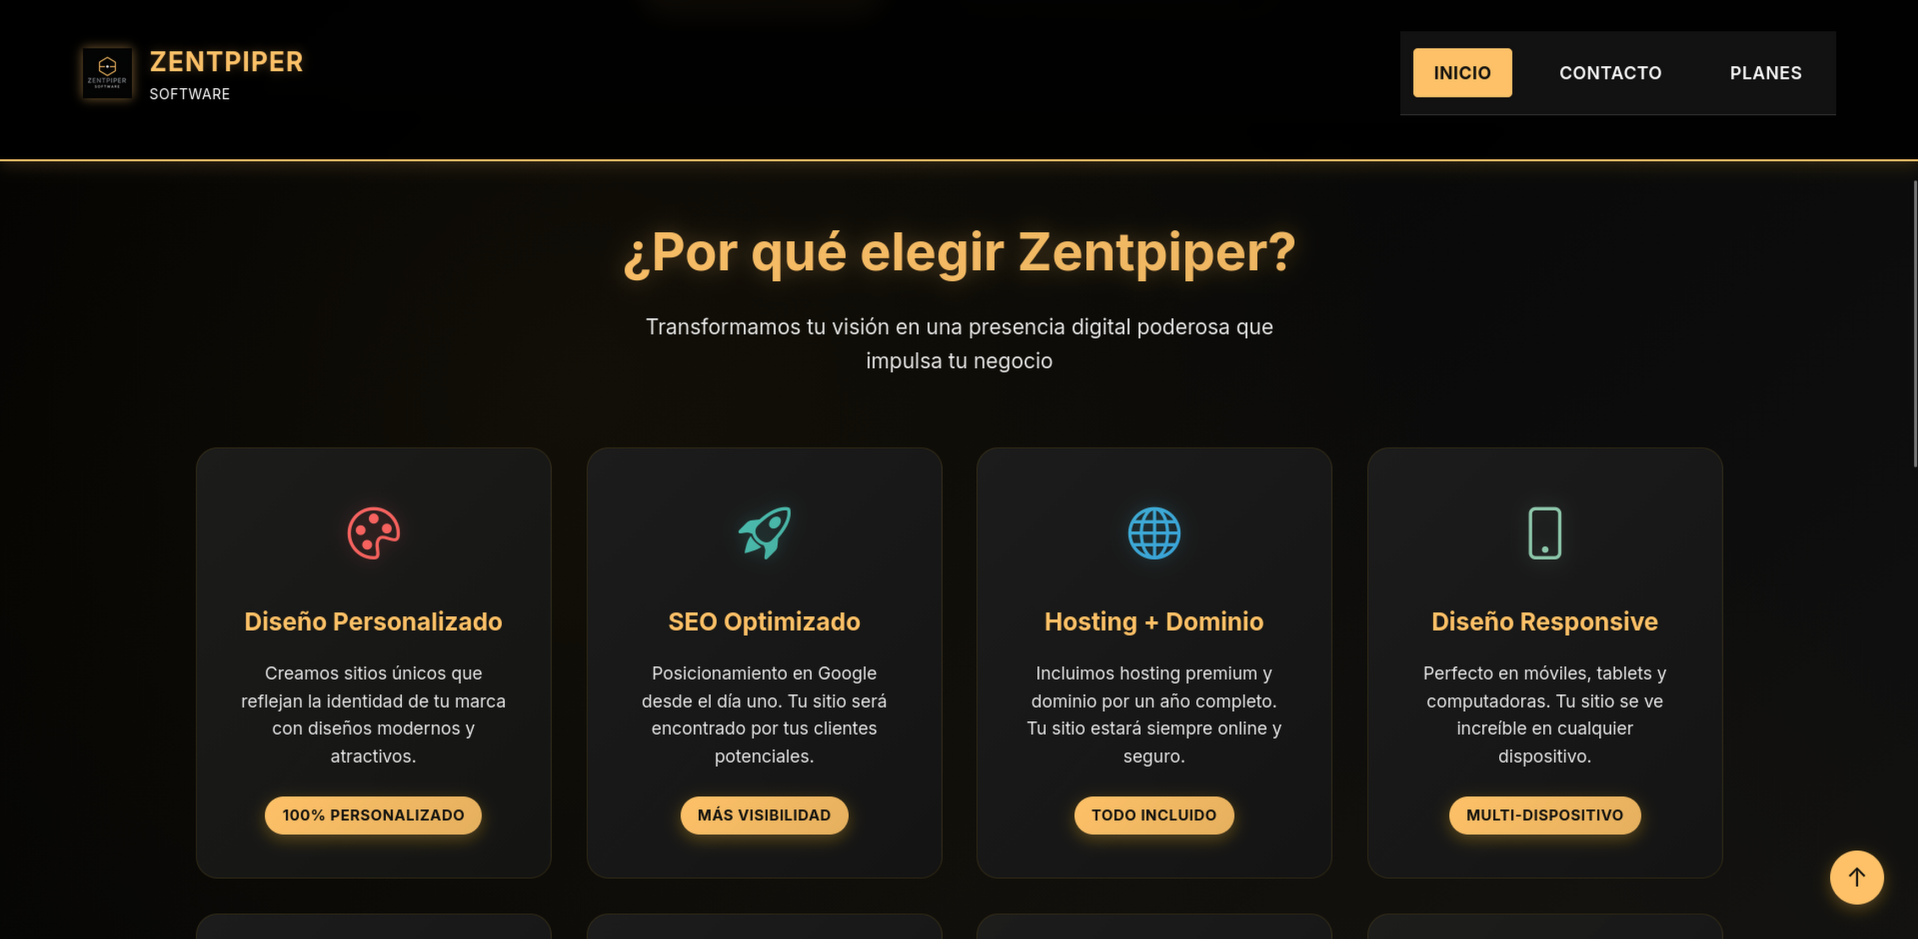 ZENTPIPER
SOFTWARE
ZENTPIPER
SOFTWARE
INICIO
CONTACTO
PLANES
¿Por qué elegir Zentpiper?
Transformamos tu visión en una presencia digital poderosa que
impulsa tu negocio
Diseño Personalizado
Creamos sitios únicos que
reflejan la identidad de tu marca
con diseños modernos y
atractivos.
100% PERSONALIZADO
SEO Optimizado
Posicionamiento en Google
desde el día uno. Tu sitio será
encontrado por tus clientes
potenciales.
MÁS VISIBILIDAD
Hosting + Dominio
Incluimos hosting premium y
dominio por un año completo.
Tu sitio estará siempre online y
seguro.
TODO INCLUIDO
Diseño Responsive
Perfecto en móviles, tablets y
computadoras. Tu sitio se ve
increíble en cualquier
dispositivo.
MULTI-DISPOSITIVO